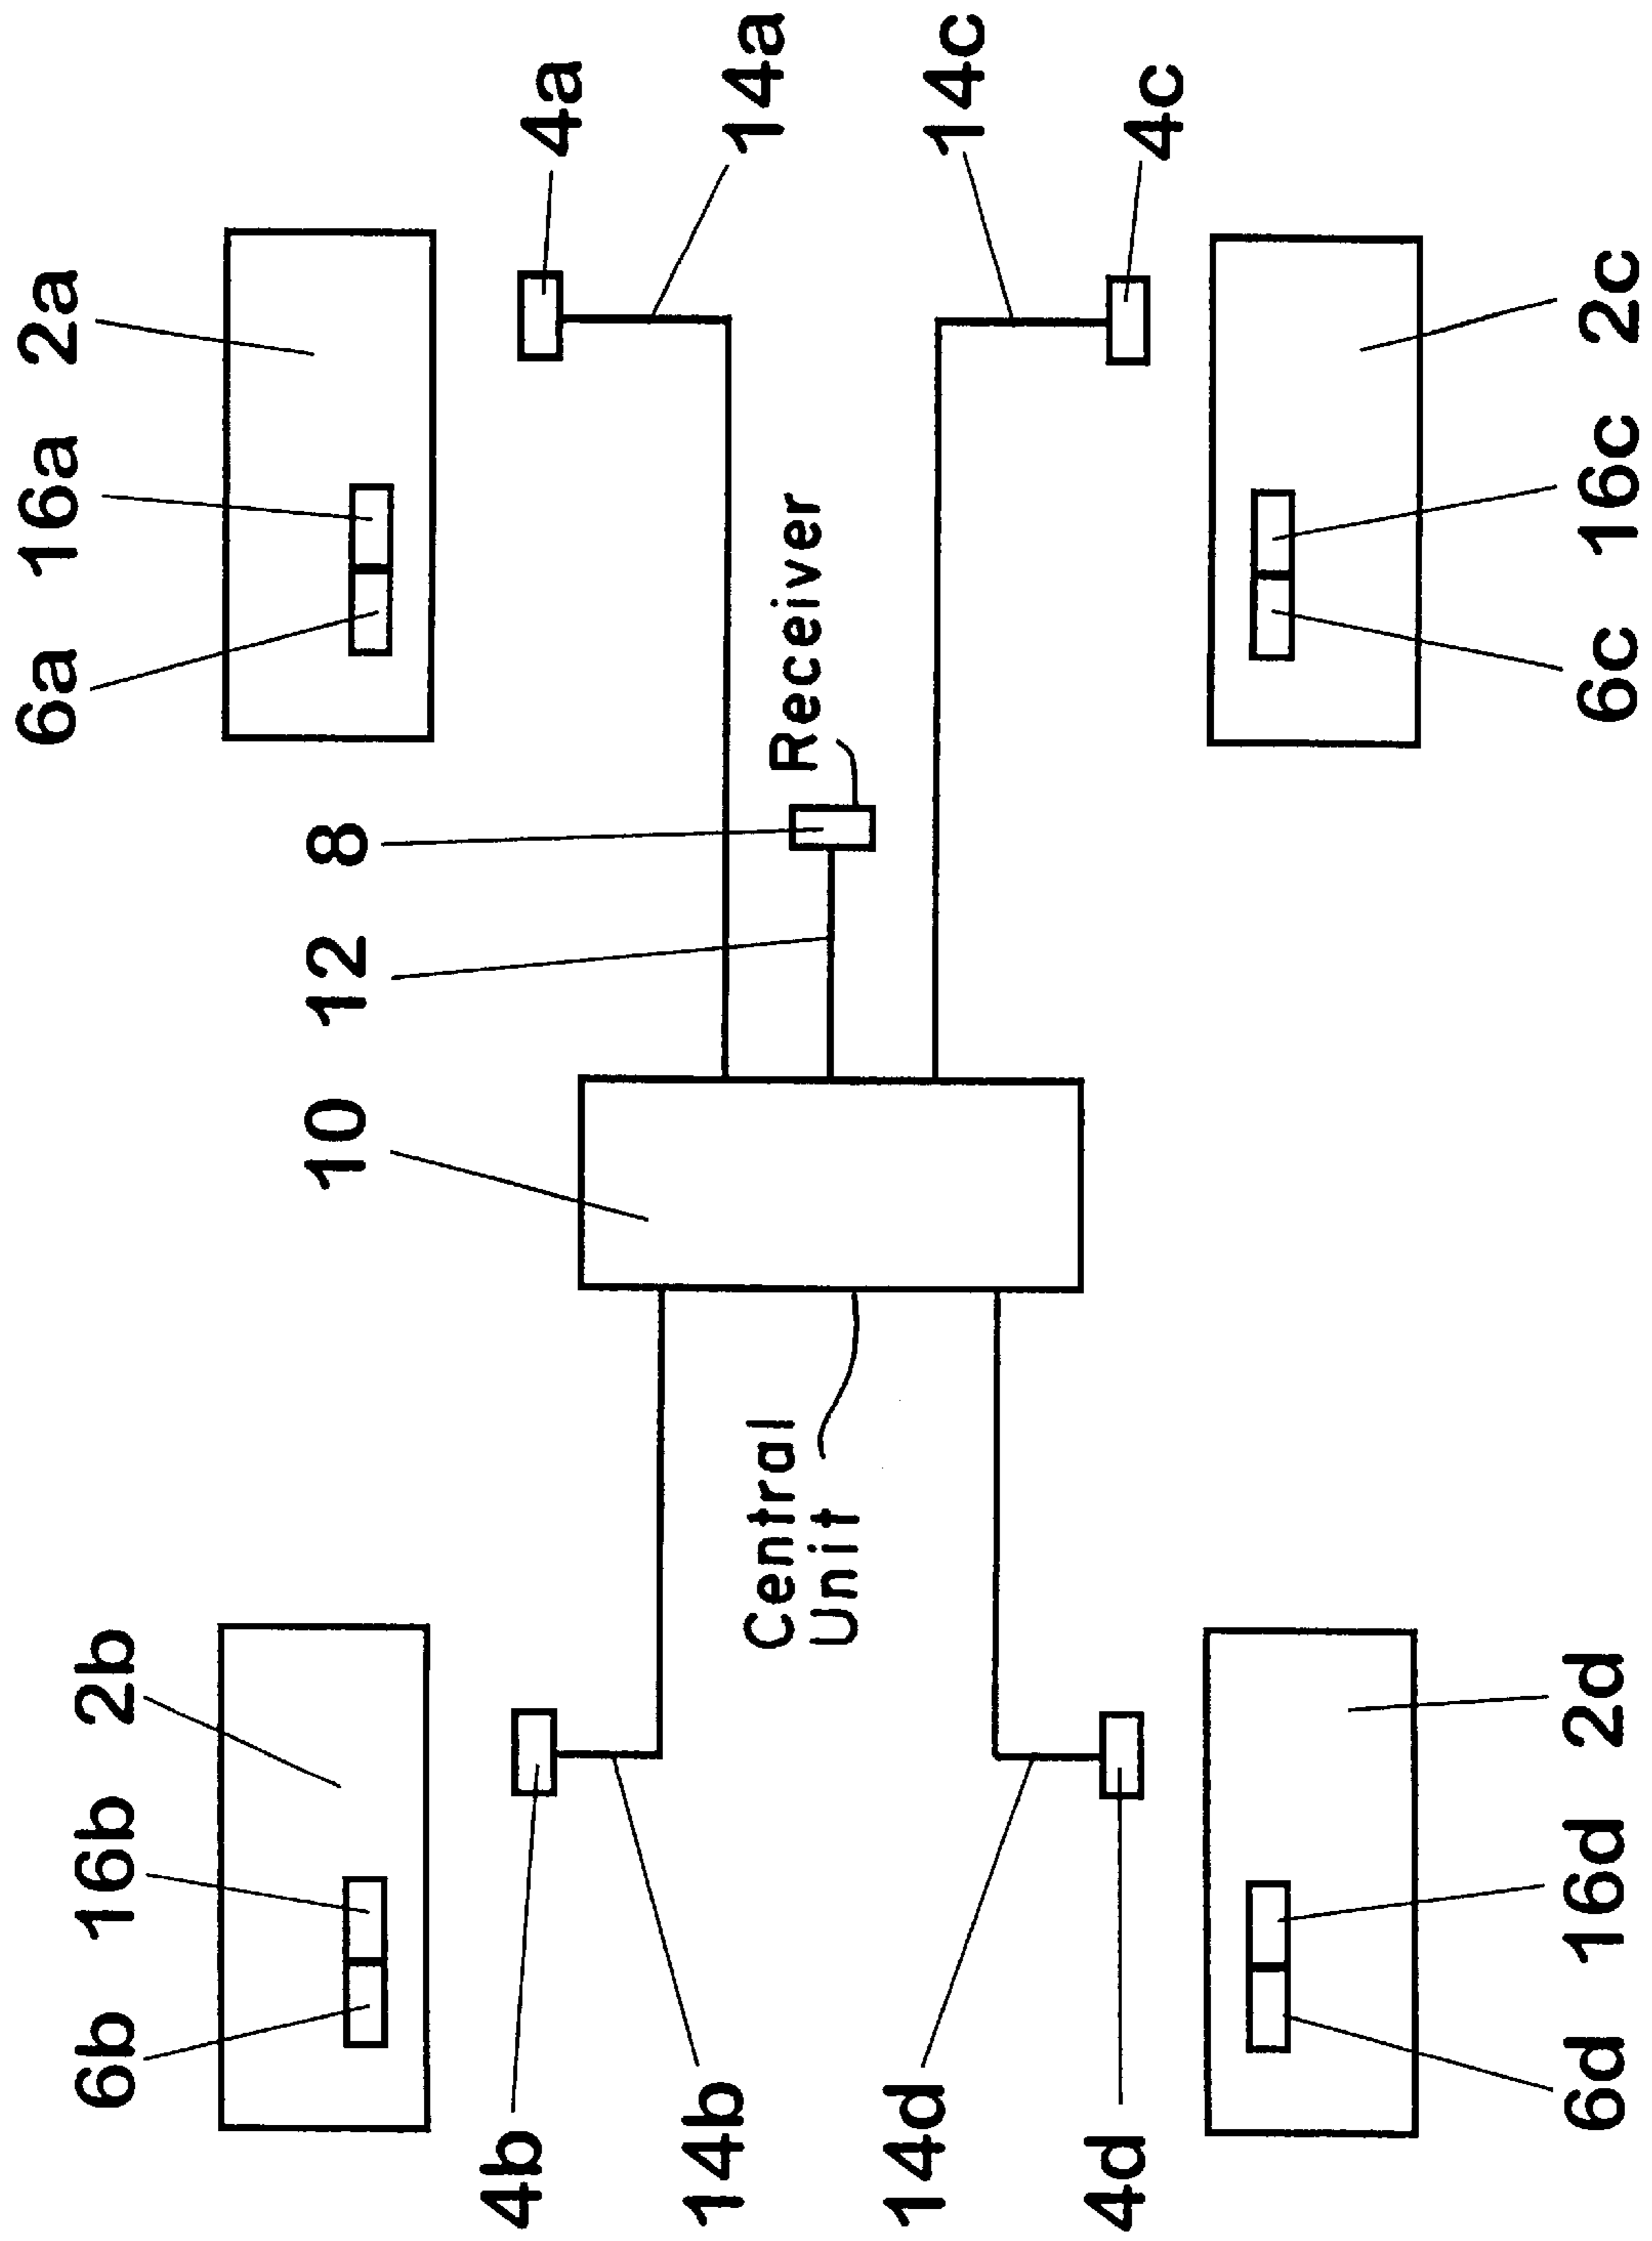 6b 16b 2b 6a 16a 2a
10 12 8
4b 4a
14b 14a
Central
Unit
Receiver
14d 14c
4d 4c
6d 16d 2d 6c 16c 2c